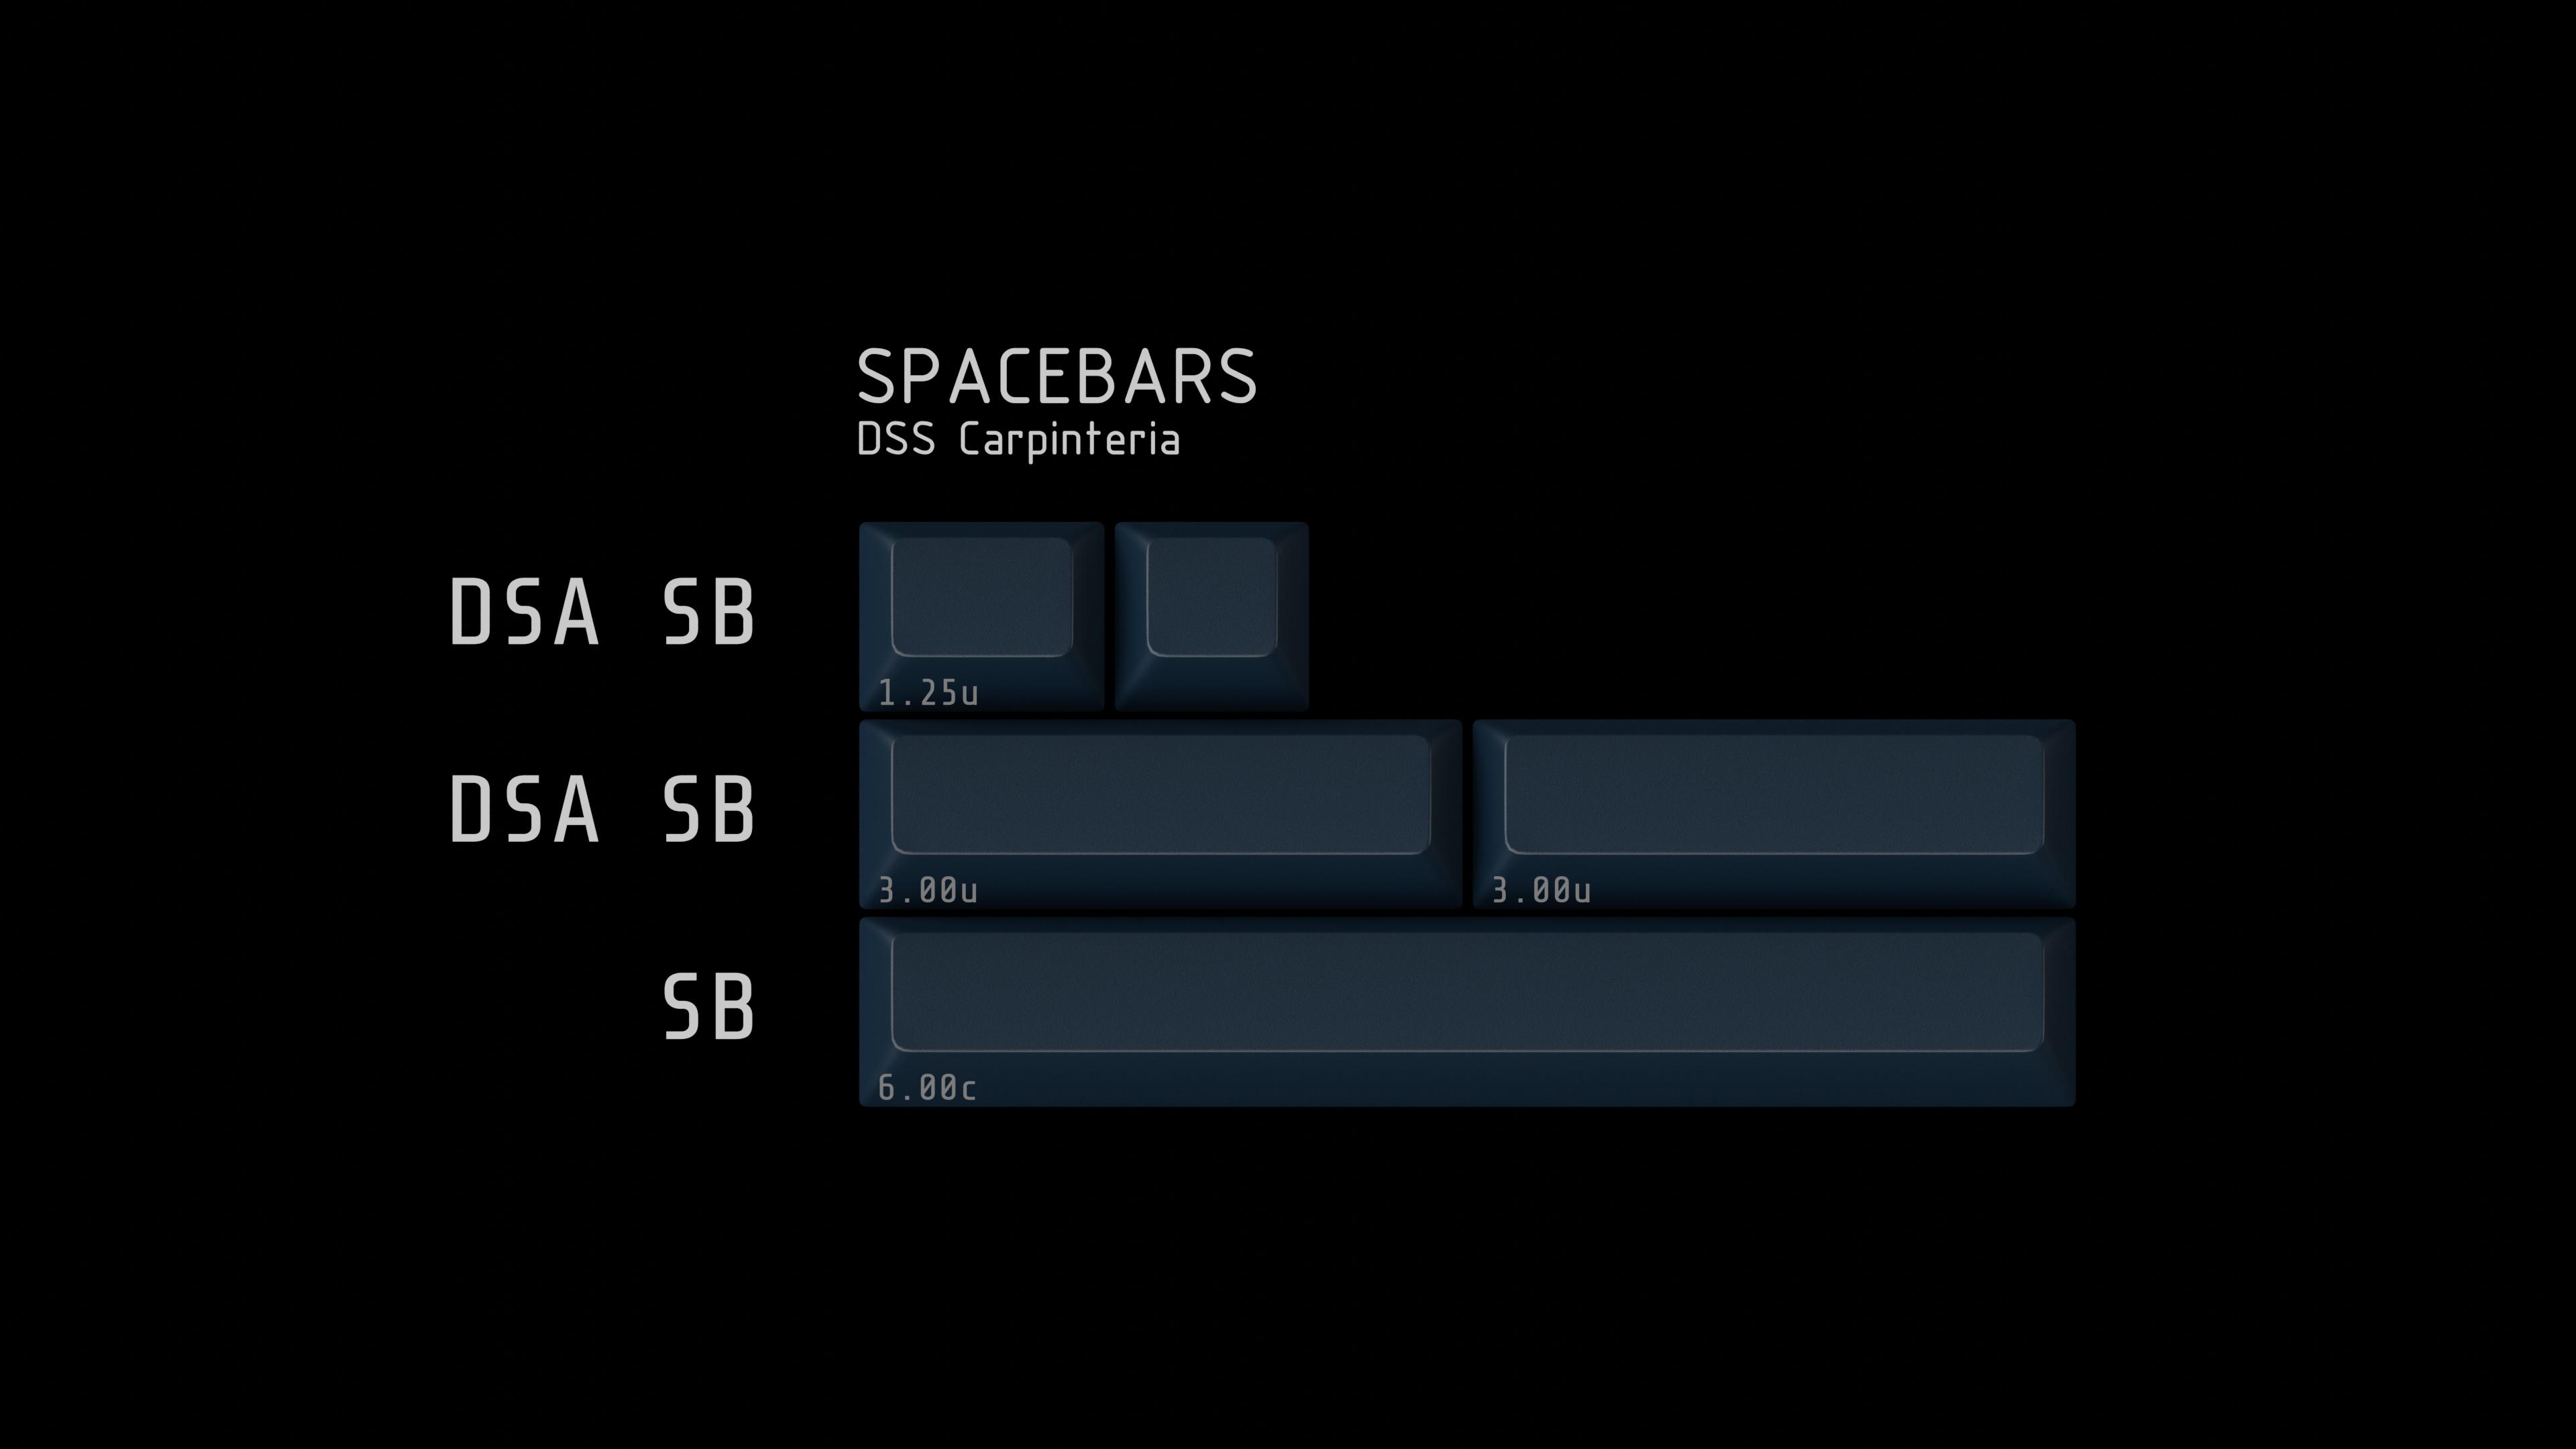 SPACEBARS
DSS Carpinteria
DSA SB
1.25u
DSA SB
3.00u 3.00u
SB
6.00c